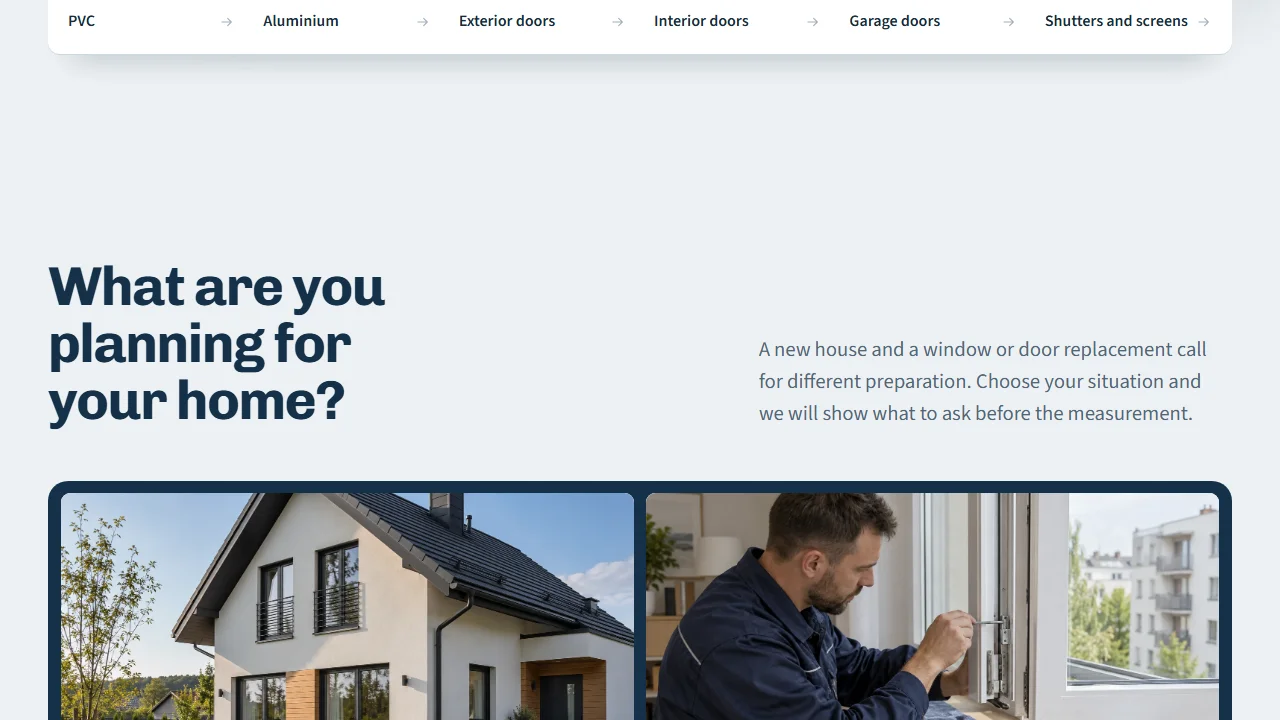 PVC
Aluminium
Exterior doors
Interior doors
Garage doors
Shutters and screens
What are you
planning for
your home?
A new house and a window or door replacement call
for different preparation. Choose your situation and
we will show what to ask before the measurement.